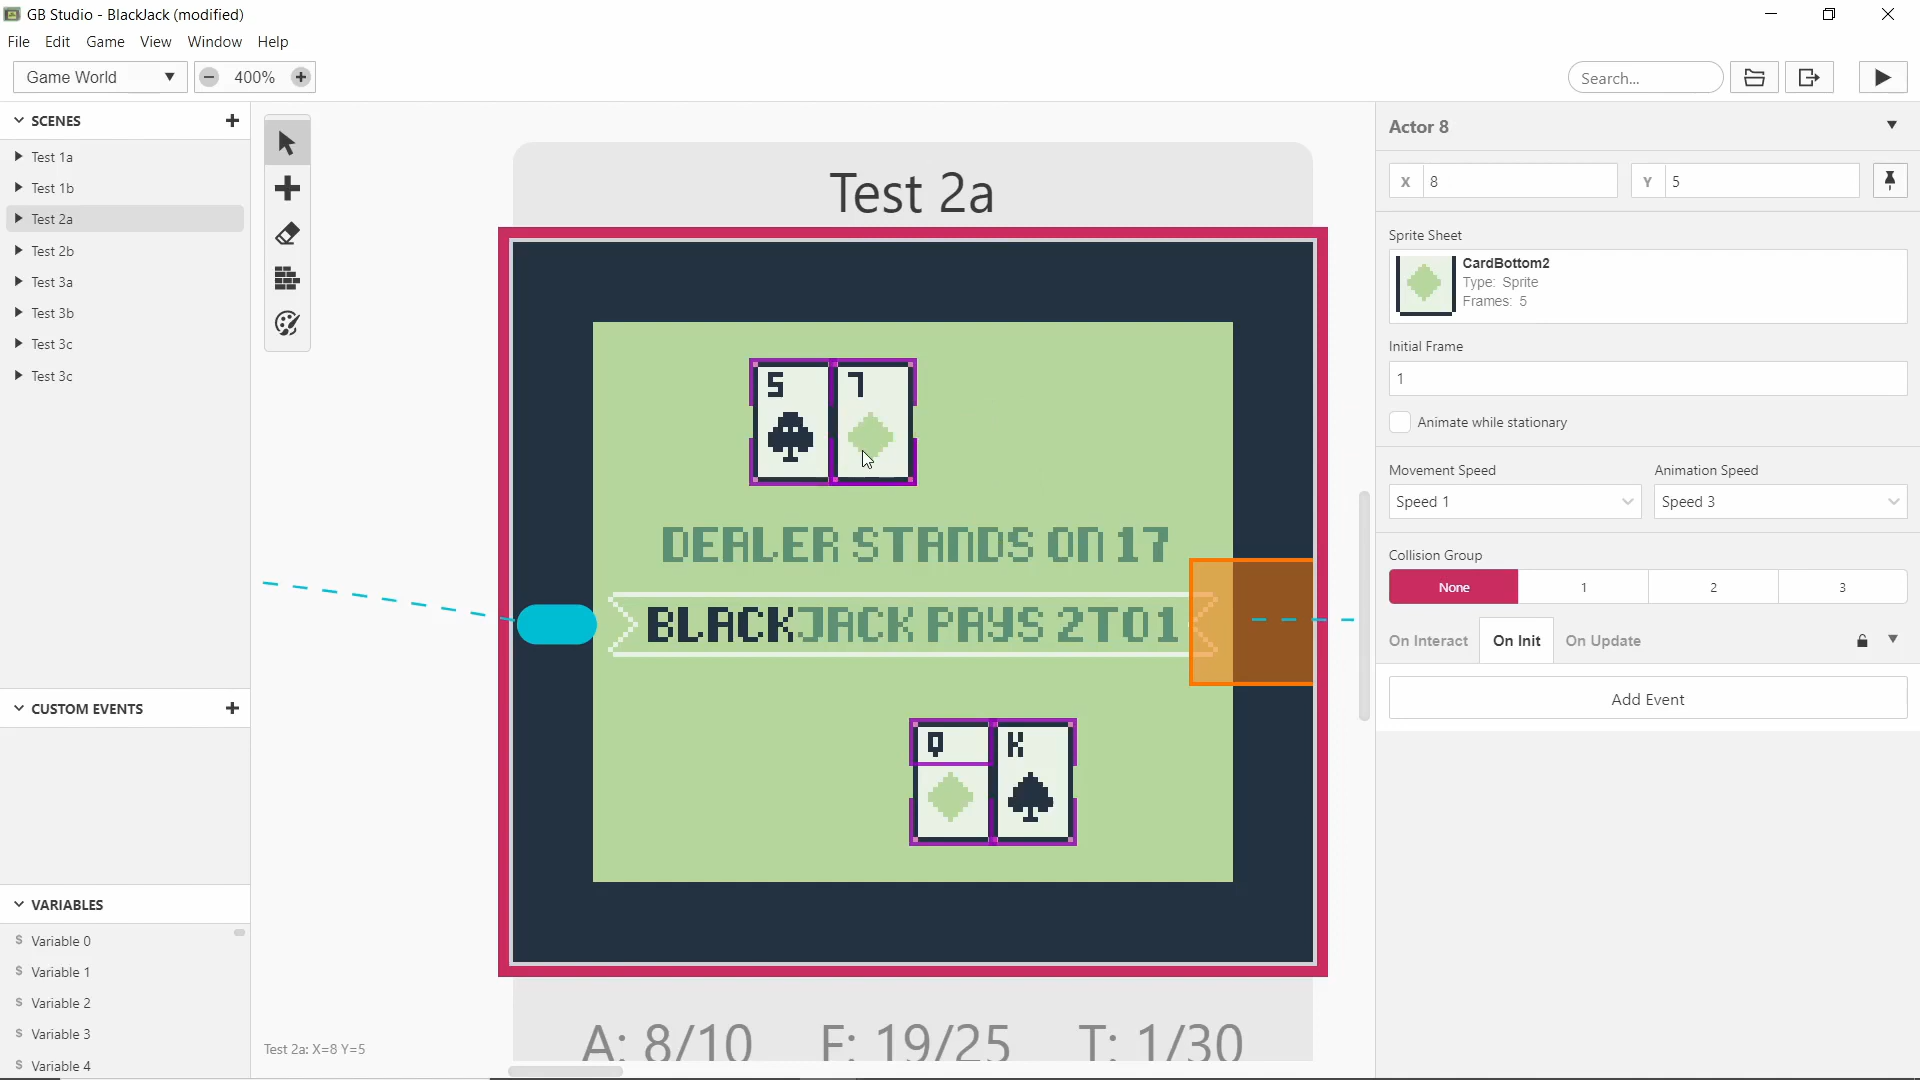 GB Studio - BlackJack (modified)
File Edit Game View Window Help
Game World
400%
Search...
SCENES
Test 1a
Test 1b
Test 2a
Test 2b
Test 3a
Test 3b
Test 3c
Test 3c
CUSTOM EVENTS
VARIABLES
$ Variable 0
$ Variable 1
$ Variable 2
$ Variable 3
$ Variable 4
Test 2a
5 7
DEALER STANDS ON 17
BLACKJACK PAYS 2TO1
Q K
A: 8/10 F: 19/25 T: 1/30
Test 2a: X=8 Y=5
Actor 8
X 8 Y 5
Sprite Sheet
CardBottom2
Type: Sprite
Frames: 5
Initial Frame
1
Animate while stationary
Movement Speed Animation Speed
Speed 1 Speed 3
Collision Group
None 1 2 3
On Interact On Init On Update
Add Event